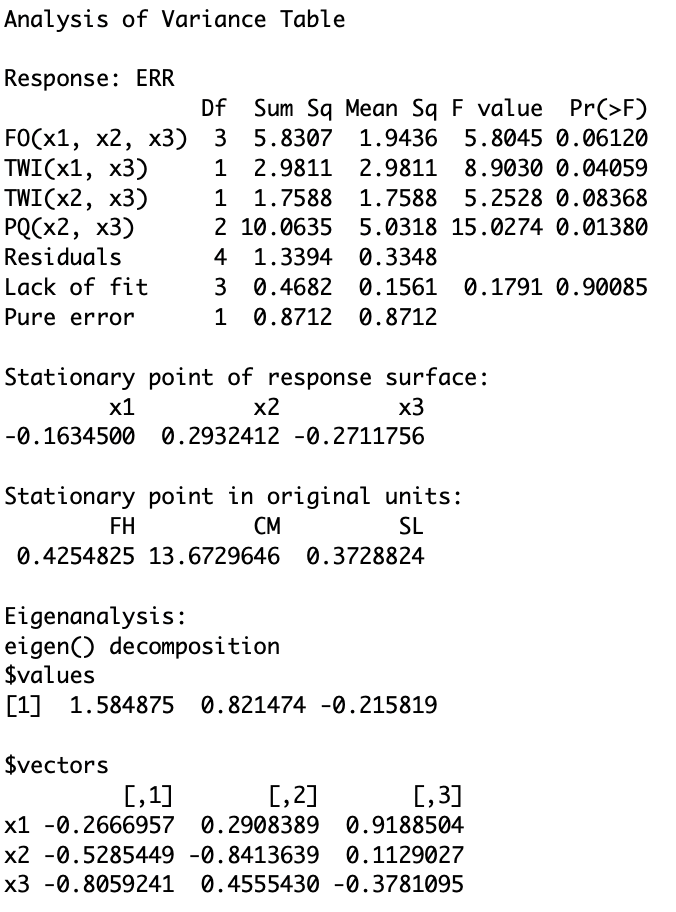 Analysis of Variance Table
Response: ERR
Df Sum Sq Mean Sq F value Pr(>F)
FO(x1, x2, x3) 3 5.8307 1.9436 5.8045 0.06120
TWI(x1, x3) 1 2.9811 2.9811 8.9030 0.04059
TWI(x2, x3) 1 1.7588 1.7588 5.2528 0.08368
PQ(x2, x3) 2 10.0635 5.0318 15.0274 0.01380
Residuals 4 1.3394 0.3348
Lack of fit 3 0.4682 0.1561 0.1791 0.90085
Pure error 1 0.8712 0.8712
Stationary point of response surface:
x1 x2 x3
-0.1634500 0.2932412 -0.2711756
Stationary point in original units:
FH CM SL
0.4254825 13.6729646 0.3728824
Eigenanalysis:
eigen() decomposition
$values
[1] 1.584875 0.821474 -0.215819
$vectors
[,1] [,2] [,3]
x1 -0.2666957 0.2908389 0.9188504
x2 -0.5285449 -0.8413639 0.1129027
x3 -0.8059241 0.4555430 -0.3781095